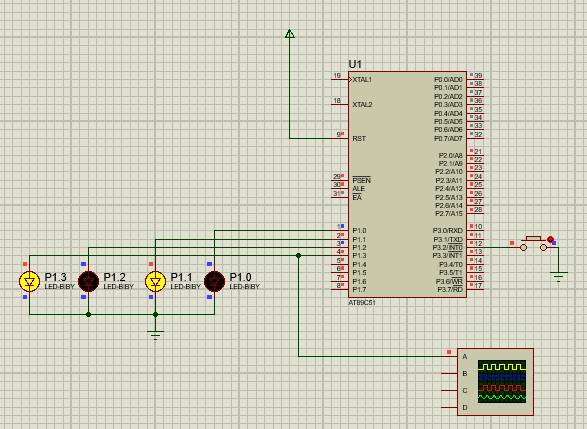 U1
19 XTAL1 P0.0/AD0 39
P0.1/AD1 38
P0.2/AD2 37
18 XTAL2 P0.3/AD3 36
P0.4/AD4 35
P0.5/AD5 34
P0.6/AD6 33
9 RST P0.7/AD7 32
P2.0/A8 21
P2.1/A9 22
P2.2/A10 23
29 PSEN P2.3/A11 24
30 ALE P2.4/A12 25
31 EA P2.5/A13 26
P2.6/A14 27
P2.7/A15 28
1 P1.0 P3.0/RXD 10
2 P1.1 P3.1/TXD 11
3 P1.2 P3.2/INT0 12
4 P1.3 P3.3/INT1 13
5 P1.4 P3.4/T0 14
6 P1.5 P3.5/T1 15
7 P1.6 P3.6/WR 16
8 P1.7 P3.7/RD 17
AT89C51
P1.3 P1.2 P1.1 P1.0
LED-BIBY LED-BIBY LED-BIBY LED-BIBY
A
B
C
D